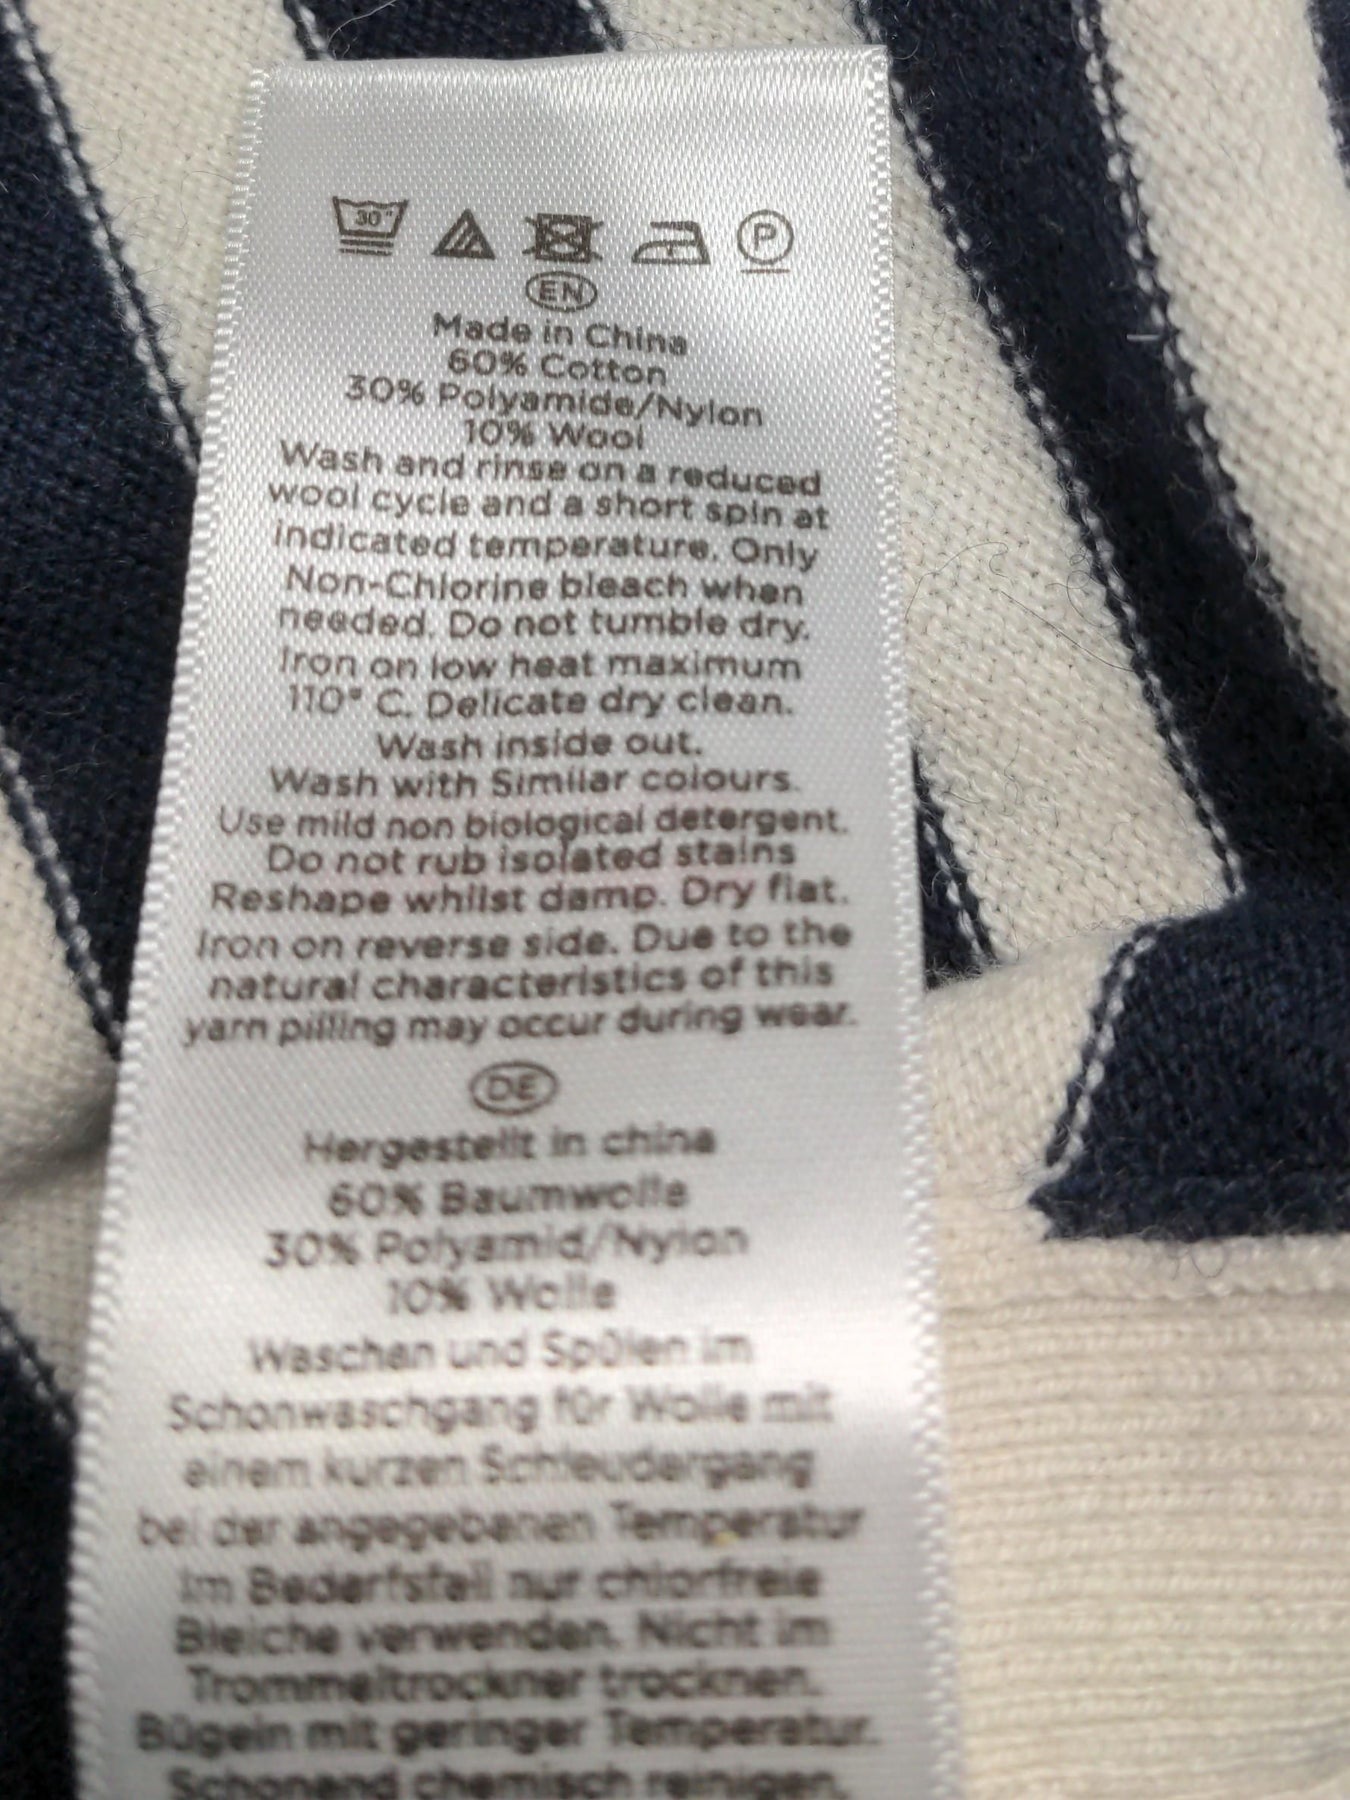 30°
P
EN
Made in China
60% Cotton
30% Polyamide/Nylon
10% Wool
Wash and rinse on a reduced
wool cycle and a short spin at
indicated temperature. Only
Non-Chlorine bleach when
needed. Do not tumble dry.
Iron on low heat maximum
110° C. Delicate dry clean.
Wash inside out.
Wash with Similar colours.
Use mild non biological detergent.
Do not rub isolated stains
Reshape whilst damp. Dry flat.
Iron on reverse side. Due to the
natural characteristics of this
yarn pilling may occur during wear.
DE
Hergestellt in china
60% Baumwolle
30% Polyamid/Nylon
10% Wolle
Waschen und Spülen im
Schonwaschgang für Wolle mit
einem kurzen Schleudergang
bei der angegebenen Temperatur
Im Bedarfsfall nur chlorfreie
Bleiche verwenden. Nicht im
Trommeltrockner trocknen.
Bügeln mit geringer Temperatur.
Schonend chemisch reinigen.